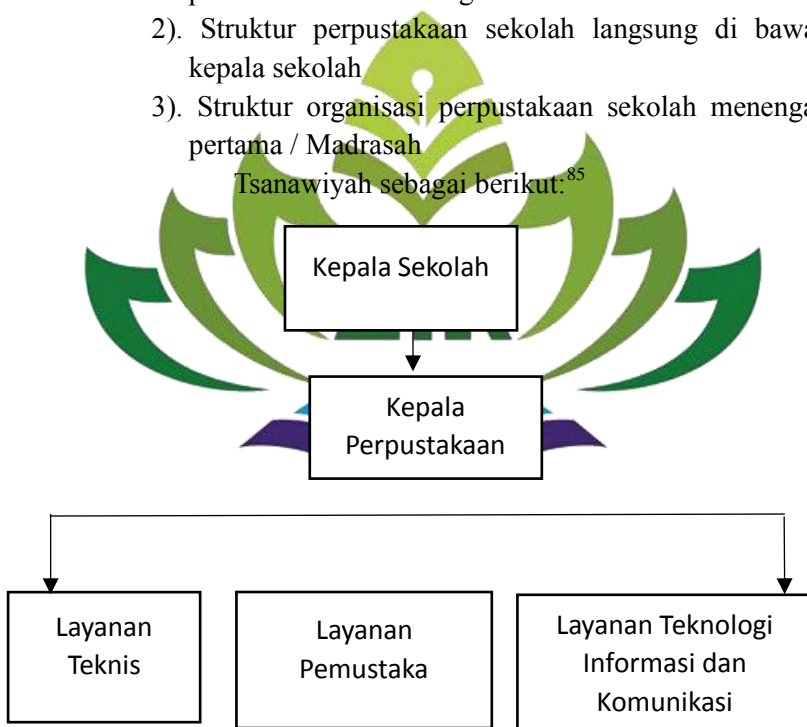 2). Struktur perpustakaan sekolah langsung di bawa
kepala sekolah
3). Struktur organisasi perpustakaan sekolah menenga
pertama / Madrasah
Tsanawiyah sebagai berikut:85
Kepala Sekolah
Kepala
Perpustakaan
Layanan
Teknis
Layanan
Pemustaka
Layanan Teknologi
Informasi dan
Komunikasi